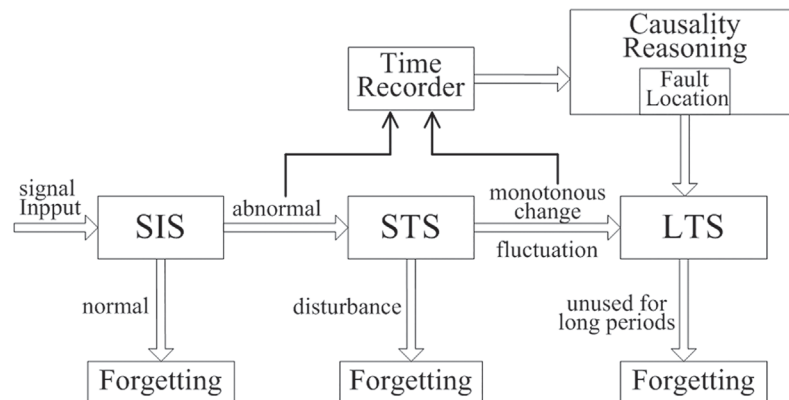 Causality
Reasoning
Time
Recorder
Fault
Location
signal
Inpput
abnormal
monotonous
change
SIS
STS
LTS
fluctuation
normal
disturbance
unused for
long periods
Forgetting
Forgetting
Forgetting